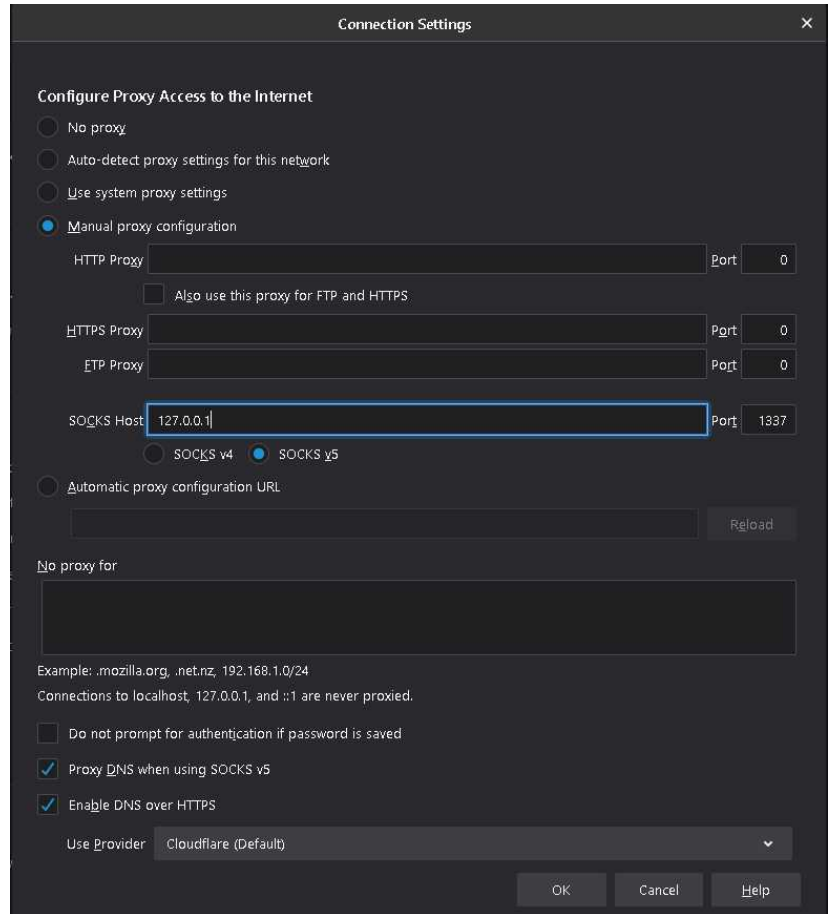 Connection Settings
Configure Proxy Access to the Internet
No proxy
Auto-detect proxy settings for this network
Use system proxy settings
Manual proxy configuration
HTTP Proxy Port 0
Also use this proxy for FTP and HTTPS
HTTPS Proxy Port 0
FTP Proxy Port 0
SOCKS Host 127.0.0.1 Port 1337
SOCKS v4 SOCKS v5
Automatic proxy configuration URL
Reload
No proxy for
Example: .mozilla.org, .net.nz, 192.168.1.0/24
Connections to localhost, 127.0.0.1, and ::1 are never proxied.
Do not prompt for authentication if password is saved
Proxy DNS when using SOCKS v5
Enable DNS over HTTPS
Use Provider Cloudflare (Default)
OK Cancel Help